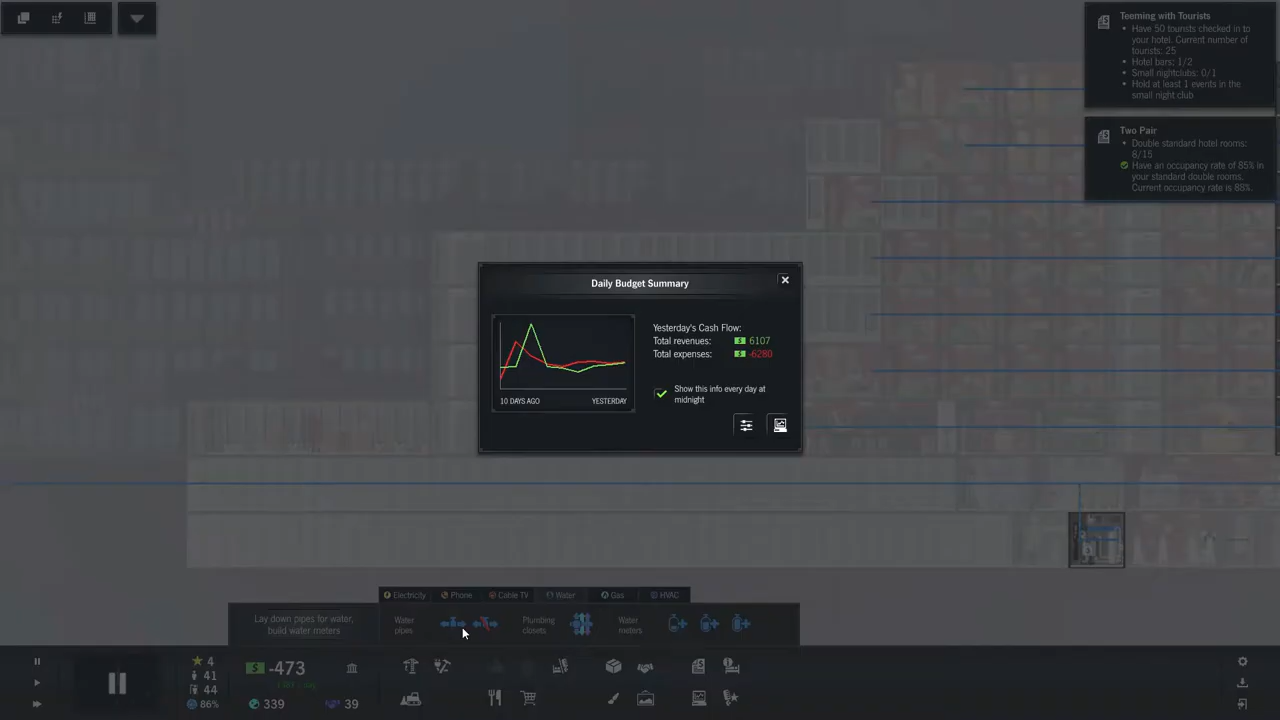 Teeming with Tourists
• Have 50 tourists checked in to
your hotel. Current number of
tourists: 25
• Hotel bars: 1/2
• Small nightclubs: 0/1
• Hold at least 1 events in the
small night club
Two Pair
• Double standard hotel rooms:
8/15
Have an occupancy rate of 85% in
your standard double rooms.
Current occupancy rate is 88%.
Daily Budget Summary
Yesterday's Cash Flow:
Total revenues: 6107
Total expenses: -6280
Show this info every day at
midnight
10 DAYS AGO YESTERDAY
Electricity Phone Cable TV Water Gas HVAC
Lay down pipes for water,
build water meters
Water
pipes
Plumbing
closets
Water
meters
4
41
44
86%
-473
339
39